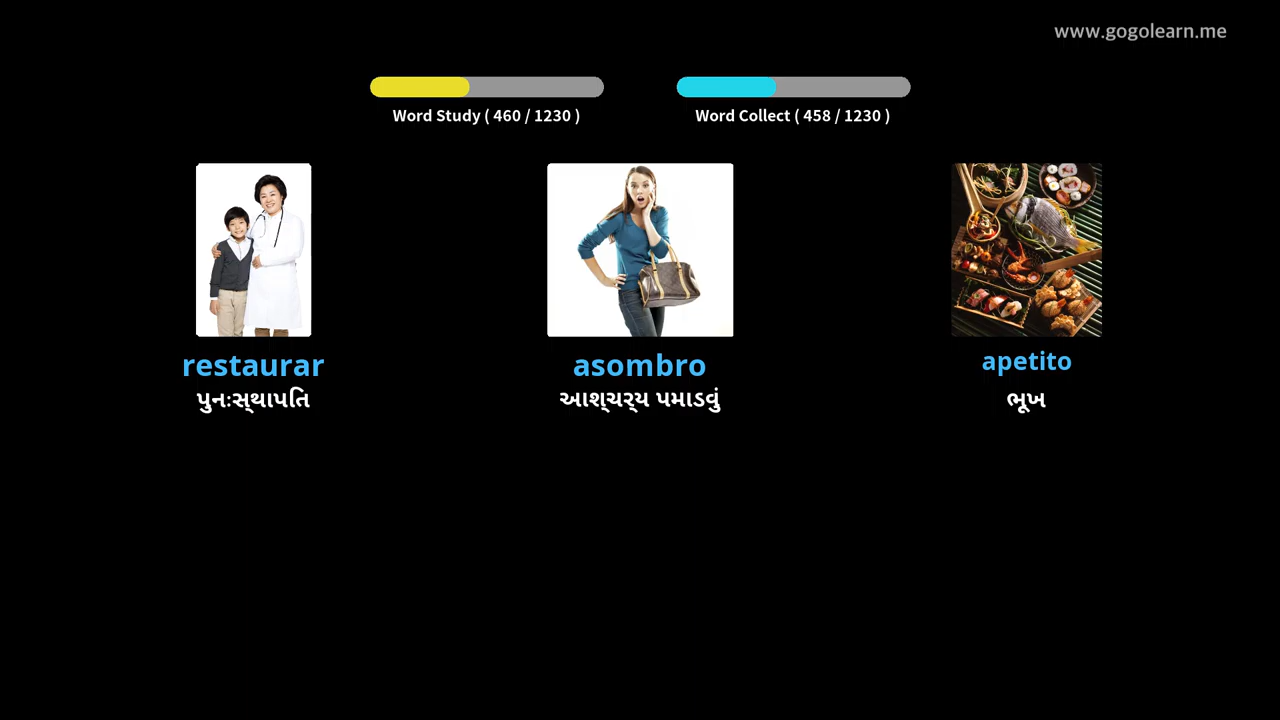 www.gogolearn.me
Word Study ( 460 / 1230 )
Word Collect ( 458 / 1230 )
restaurar
પુનઃસ્થાપતિ
asombro
આશ્ચર્ય પમાડવું
apetito
ભૂખ